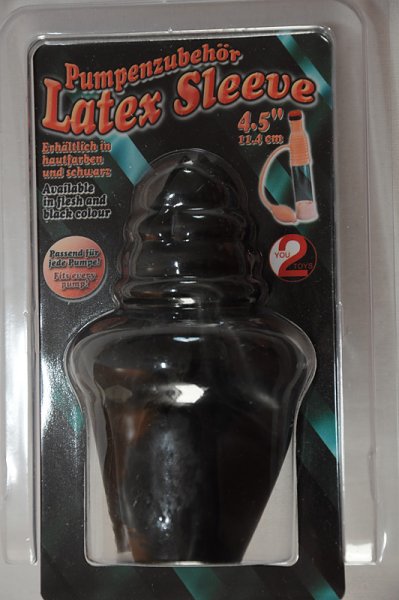 Pumpenzubehör
Latex Sleeve
4,5"
11,4 cm
Erhältlich in
hautfarben
und schwarz
Available
in flesh and
black colour
Passend für
jede Pumpe!
Fits every
pump!
YOU
2
TOYS